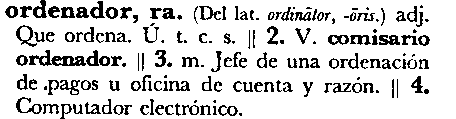 ordenador, ra. (Del lat. ordinātor, -ōris.) adj.
Que ordena. Ú. t. c. s. || 2. V. comisario
ordenador. || 3. m. Jefe de una ordenación
de .pagos u oficina de cuenta y razón. || 4.
Computador electrónico.